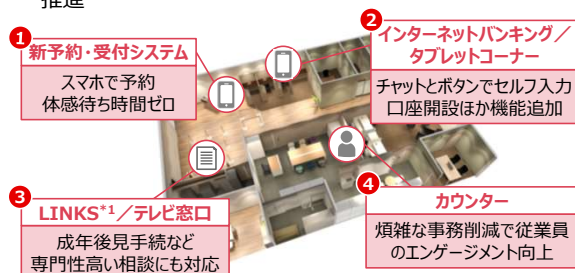 推進
1
新予約・受付システム
スマホで予約
体感待ち時間ゼロ
2
インターネットバンキング／
タブレットコーナー
チャットとボタンでセルフ入力
口座開設ほか機能追加
3
LINKS*1／テレビ窓口
成年後見手続など
専門性高い相談にも対応
4
カウンター
煩雑な事務削減で従業員
のエンゲージメント向上